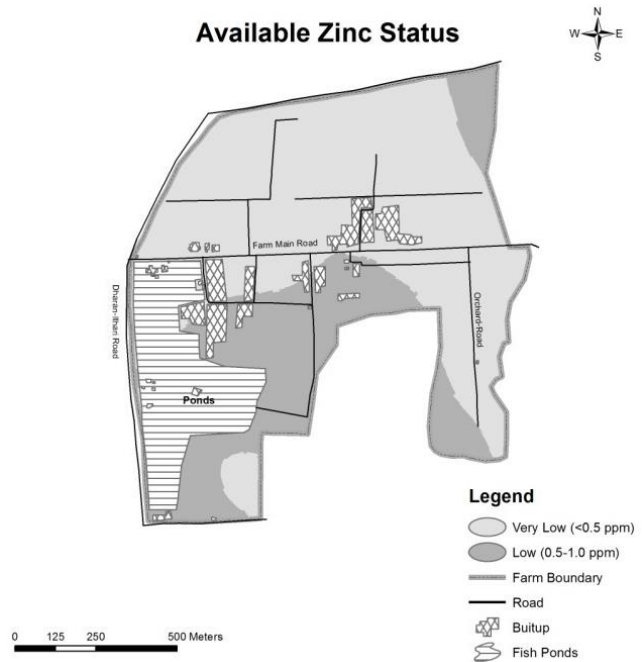 Available Zinc Status
N
W E
S
Farm Main Road
Dharan-Ithari Road
Orchard-Road
Ponds
Legend
Very Low (<0.5 ppm)
Low (0.5-1.0 ppm)
Farm Boundary
Road
Buitup
Fish Ponds
0 125 250 500 Meters